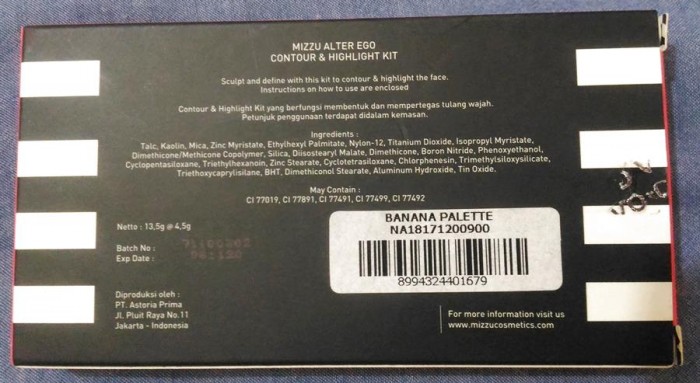 MIZZU ALTER EGO
CONTOUR & HIGHLIGHT KIT
Sculpt and define with this kit to contour & highlight the face.
Instructions on how to use are enclosed
Contour & Highlight Kit yang berfungsi membentuk dan mempertegas tulang wajah.
Petunjuk penggunaan terdapat didalam kemasan.
Ingredients :
Talc, Kaolin, Mica, Zinc Myristate, Ethylhexyl Palmitate, Nylon-12, Titanium Dioxide, Isopropyl Myristate,
Dimethicone/Methicone Copolymer, Silica, Diisostearyl Malate, Dimethicone, Boron Nitride, Phenoxyethanol,
Cyclopentasiloxane, Triethylhexanoin, Zinc Stearate, Cyclotetrasiloxane, Chlorphenesin, Trimethylsiloxysilicate,
Triethoxycaprylsilane, BHT, Dimethiconol Stearate, Aluminum Hydroxide, Tin Oxide.
May Contain :
CI 77019, CI 77891, CI 77491, CI 77499, CI 77492
Netto : 13,5g @ 4,5g
Batch No :
Exp Date :
BANANA PALETTE
NA18171200900
8994324401679
Diproduksi oleh :
PT. Astoria Prima
Jl. Pluit Raya No.11
Jakarta - Indonesia
For more information visit us
www.mizzucosmetics.com